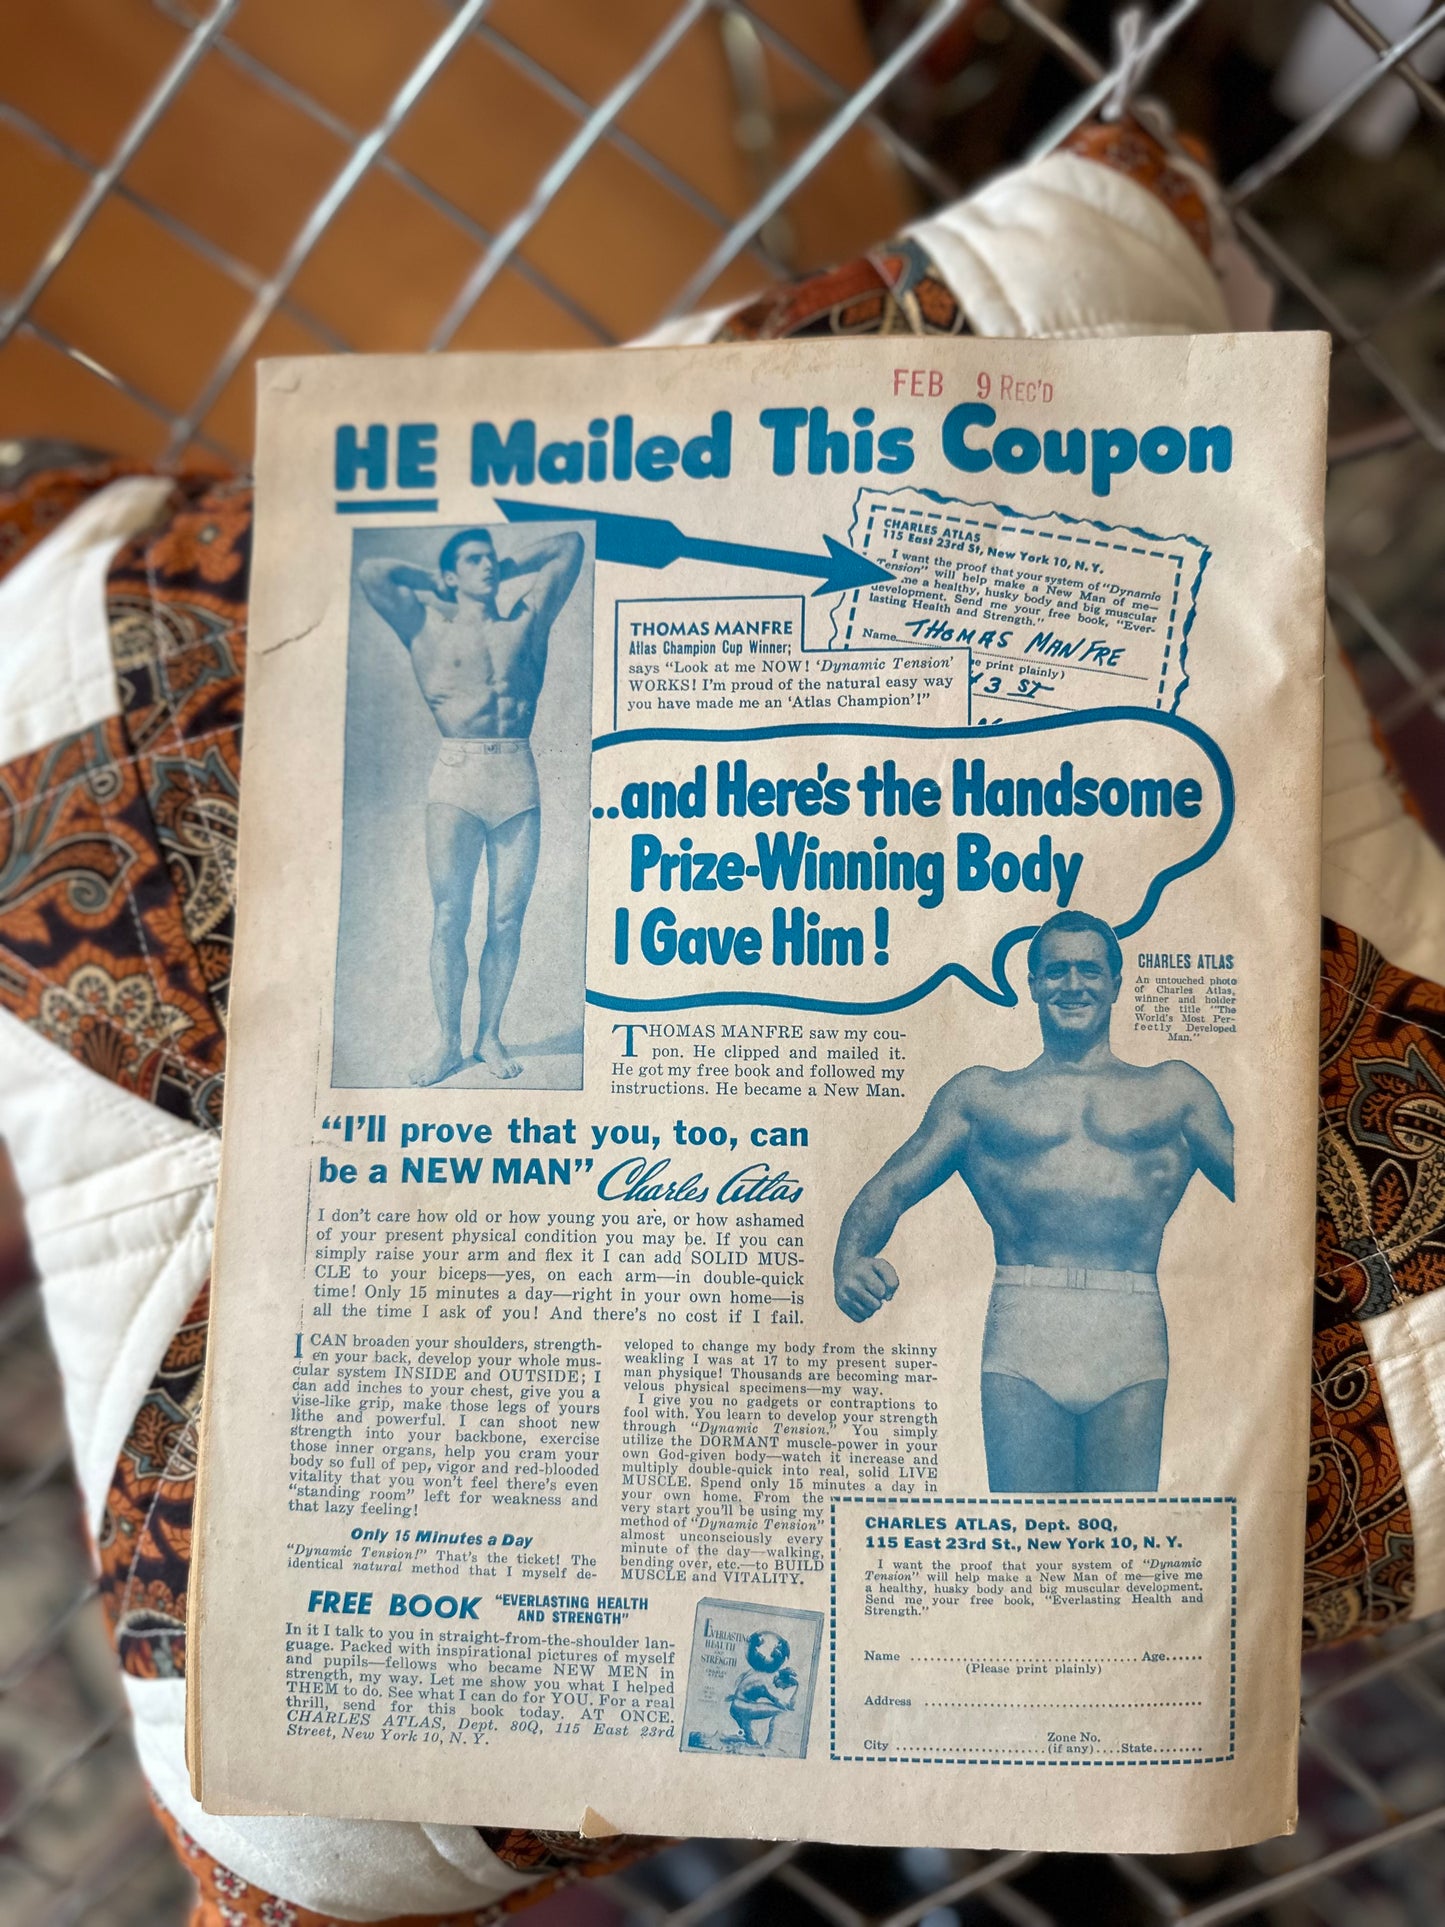 FEB 9 REC'D
HE Mailed This Coupon
CHARLES ATLAS
115 East 23rd St, New York 10, N. Y.
I want the proof that your system of "Dynamic
Tension" will help make a New Man of me—
me a healthy, husky body and big muscular
development. Send me your free book, "Ever-
lasting Health and Strength."
Name THOMAS MANFRE
print plainly)
3 ST
THOMAS MANFRE
Atlas Champion Cup Winner;
says "Look at me NOW! 'Dynamic Tension'
WORKS! I'm proud of the natural easy way
you have made me an 'Atlas Champion'!"
..and Here's the Handsome
Prize-Winning Body
I Gave Him!
CHARLES ATLAS
An untouched photo
of Charles Atlas,
winner and holder
of the title "The
World's Most Per-
fectly Developed
Man."
THOMAS MANFRE saw my cou-
pon. He clipped and mailed it.
He got my free book and followed my
instructions. He became a New Man.
"I'll prove that you, too, can
be a NEW MAN" Charles Atlas
I don't care how old or how young you are, or how ashamed
of your present physical condition you may be. If you can
simply raise your arm and flex it I can add SOLID MUS-
CLE to your biceps—yes, on each arm—in double-quick
time! Only 15 minutes a day—right in your own home—is
all the time I ask of you! And there's no cost if I fail.
I CAN broaden your shoulders, strength-
en your back, develop your whole mus-
cular system INSIDE and OUTSIDE; I
can add inches to your chest, give you a
vise-like grip, make those legs of yours
lithe and powerful. I can shoot new
strength into your backbone, exercise
those inner organs, help you cram your
body so full of pep, vigor and red-blooded
vitality that you won't feel there's even
"standing room" left for weakness and
that lazy feeling!
Only 15 Minutes a Day
"Dynamic Tension!" That's the ticket! The
identical natural method that I myself de-
veloped to change my body from the skinny
weakling I was at 17 to my present super-
man physique! Thousands are becoming mar-
velous physical specimens—my way.
I give you no gadgets or contraptions to
fool with. You learn to develop your strength
through "Dynamic Tension." You simply
utilize the DORMANT muscle-power in your
own God-given body—watch it increase and
multiply double-quick into real, solid LIVE
MUSCLE. Spend only 15 minutes a day in
your own home. From the
very start you'll be using my
method of "Dynamic Tension"
almost unconsciously every
minute of the day—walking,
bending over, etc.—to BUILD
MUSCLE and VITALITY.
FREE BOOK "EVERLASTING HEALTH
AND STRENGTH"
In it I talk to you in straight-from-the-shoulder lan-
guage. Packed with inspirational pictures of myself
and pupils—fellows who became NEW MEN in
strength, my way. Let me show you what I helped
THEM to do. See what I can do for YOU. For a real
thrill, send for this book today. AT ONCE.
CHARLES ATLAS, Dept. 80Q, 115 East 23rd
Street, New York 10, N. Y.
EVERLASTING
HEALTH
AND
STRENGTH
CHARLES ATLAS, Dept. 80Q,
115 East 23rd St., New York 10, N. Y.
I want the proof that your system of "Dynamic
Tension" will help make a New Man of me—give me
a healthy, husky body and big muscular development.
Send me your free book, "Everlasting Health and
Strength."
Name .......... Age......
(Please print plainly)
Address ..........
Zone No.
City .......... (if any)....State........